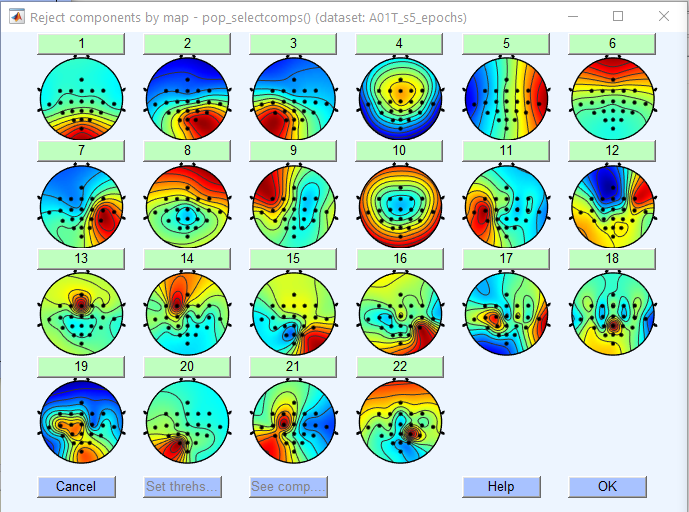 Reject components by map - pop_selectcomps() (dataset: A01T_s5_epochs)
1 2 3 4 5 6
7 8 9 10 11 12
13 14 15 16 17 18
19 20 21 22
Cancel Set threhs... See comp.... Help OK